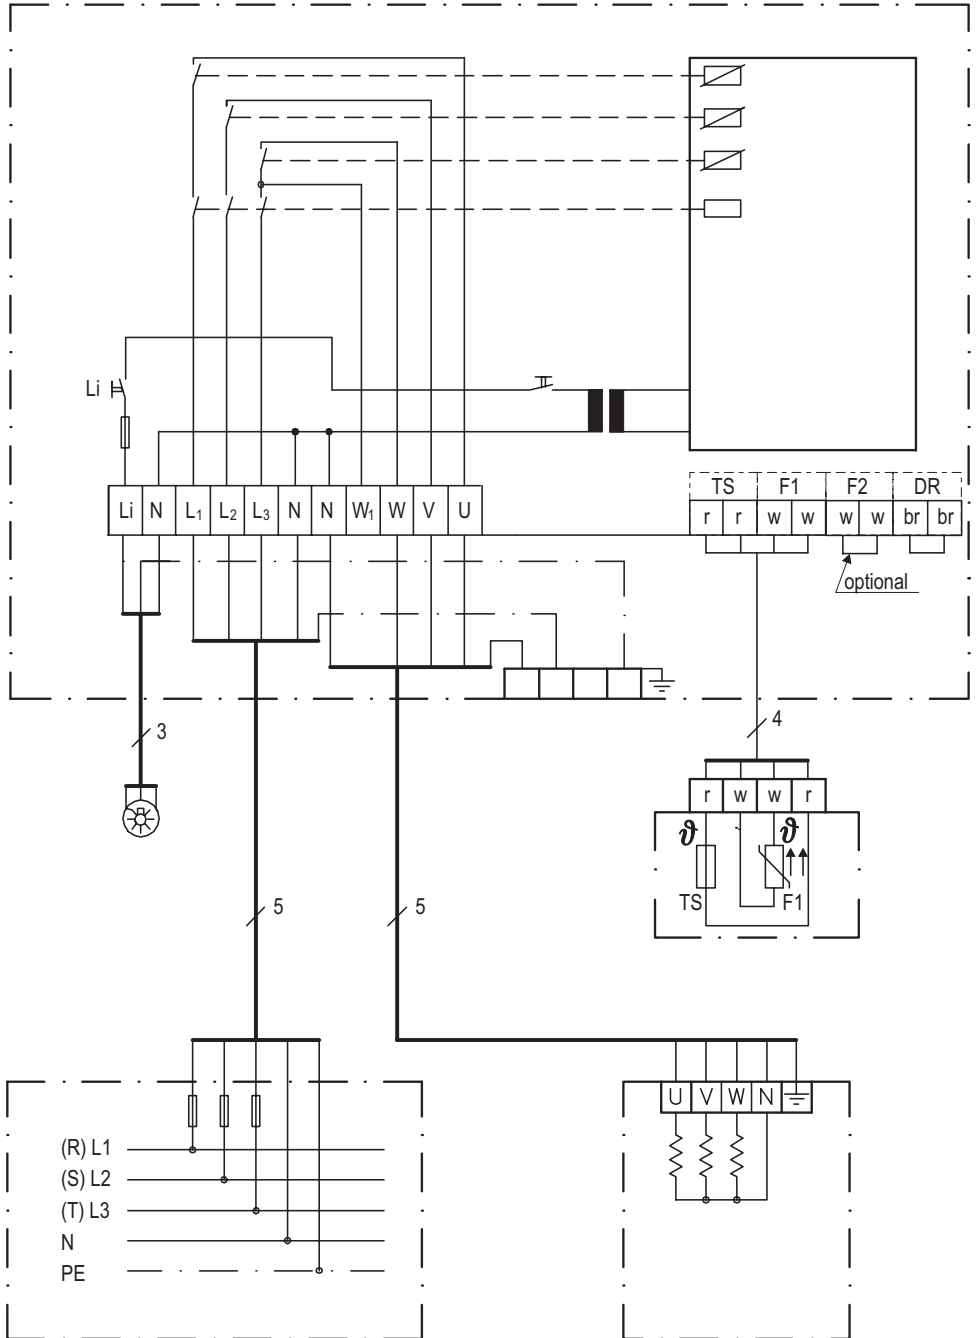 Li
Li N L1 L2 L3 N N W1 W V U
TS F1 F2 DR
r r w w w w br br
optional
3
4
r w w r
ϑ ϑ
TS F1
5 5
U V W N
(R) L1
(S) L2
(T) L3
N
PE